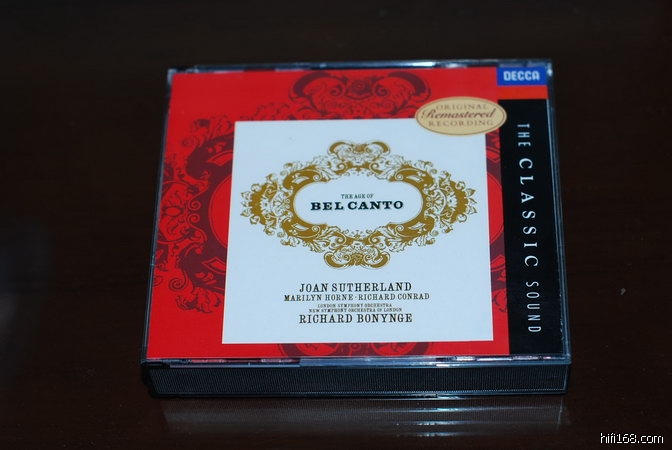 DECCA
ORIGINAL
Remastered
RECORDING
THE CLASSIC SOUND
THE AGE OF
BEL CANTO
JOAN SUTHERLAND
MARILYN HORNE · RICHARD CONRAD
LONDON SYMPHONY ORCHESTRA
NEW SYMPHONY ORCHESTRA OF LONDON
RICHARD BONYNGE
hifi168.com